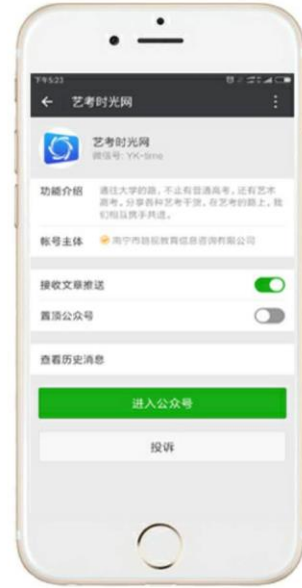 艺考时光网
艺考时光网
微信号: YK-time
功能介绍
通往大学的路,不止有普通高考,还有艺术
高考。分享各种艺考干货,在艺考的路上,我
们相互携手共进。
帐号主体
南宁市
教育信息咨询有限公司
接收文章推送
置顶公众号
查看历史消息
进入公众号
投诉